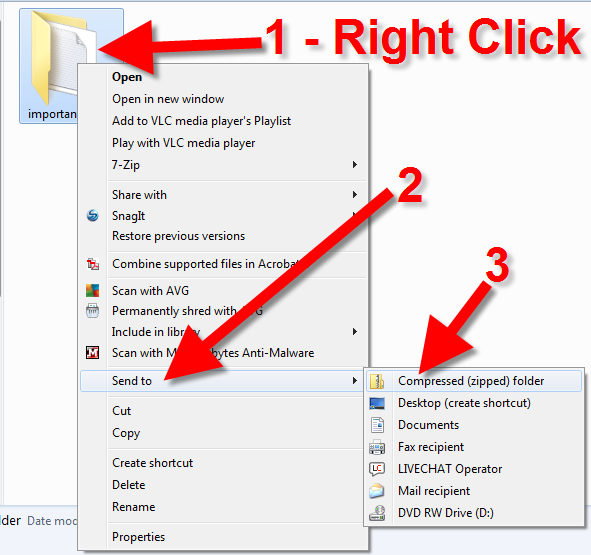 1 - Right Click
importan
Open
Open in new window
Add to VLC media player's Playlist
Play with VLC media player
7-Zip
Share with
2
SnagIt
Restore previous versions
Combine supported files in Acrobat
3
Scan with AVG
Permanently shred with AVG
Include in library
Scan with Malwarebytes Anti-Malware
Send to
Compressed (zipped) folder
Desktop (create shortcut)
Documents
Fax recipient
LIVECHAT Operator
Mail recipient
DVD RW Drive (D:)
Cut
Copy
Create shortcut
Delete
Rename
Properties
lder Date mod